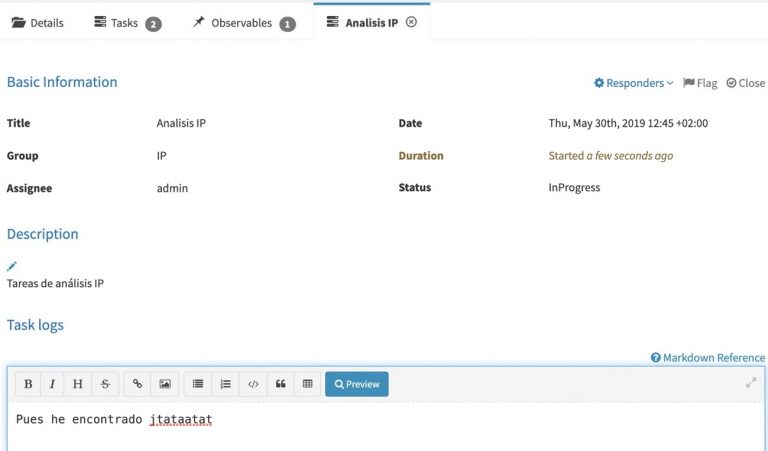 Details Tasks 2 Observables 1 Analisis IP
Basic Information Responders Flag Close
Title Analisis IP Date Thu, May 30th, 2019 12:45 +02:00
Group IP Duration Started a few seconds ago
Assignee admin Status InProgress
Description
Tareas de análisis IP
Task logs
Markdown Reference
B I H S Preview
Pues he encontrado jtataatat